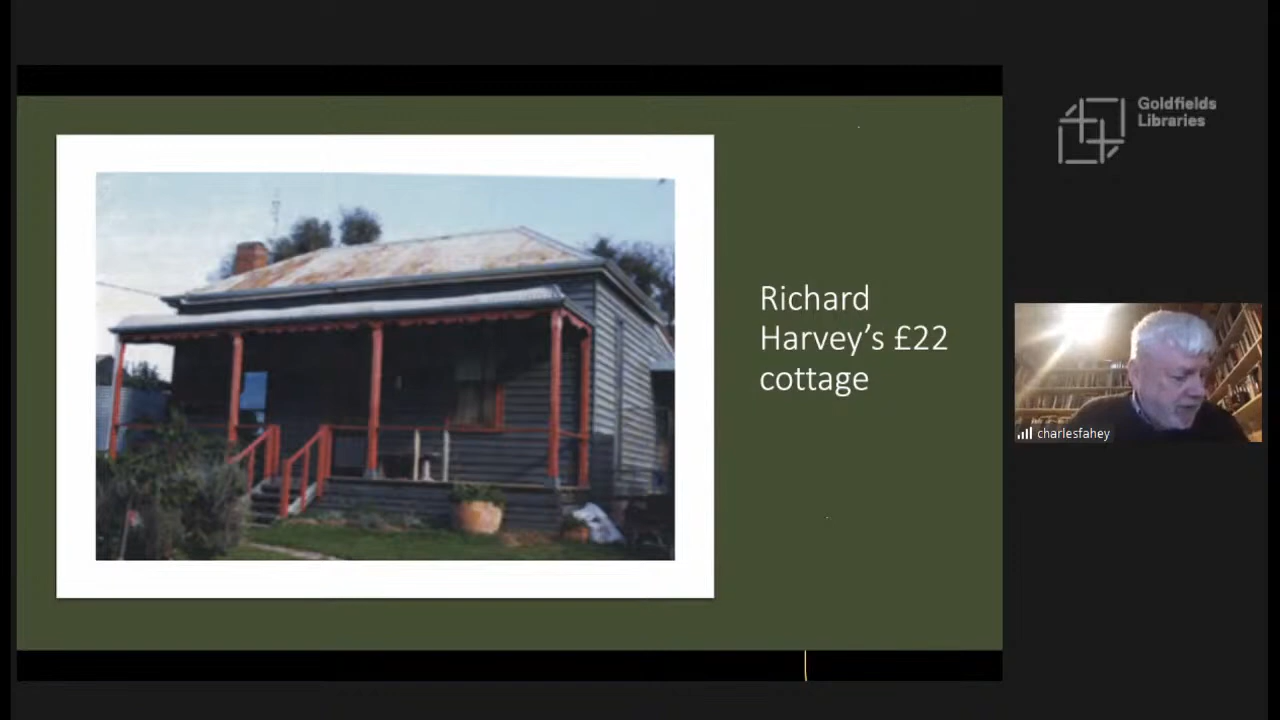 Goldfields
Libraries
Richard
Harvey’s £22
cottage
charlesfahey